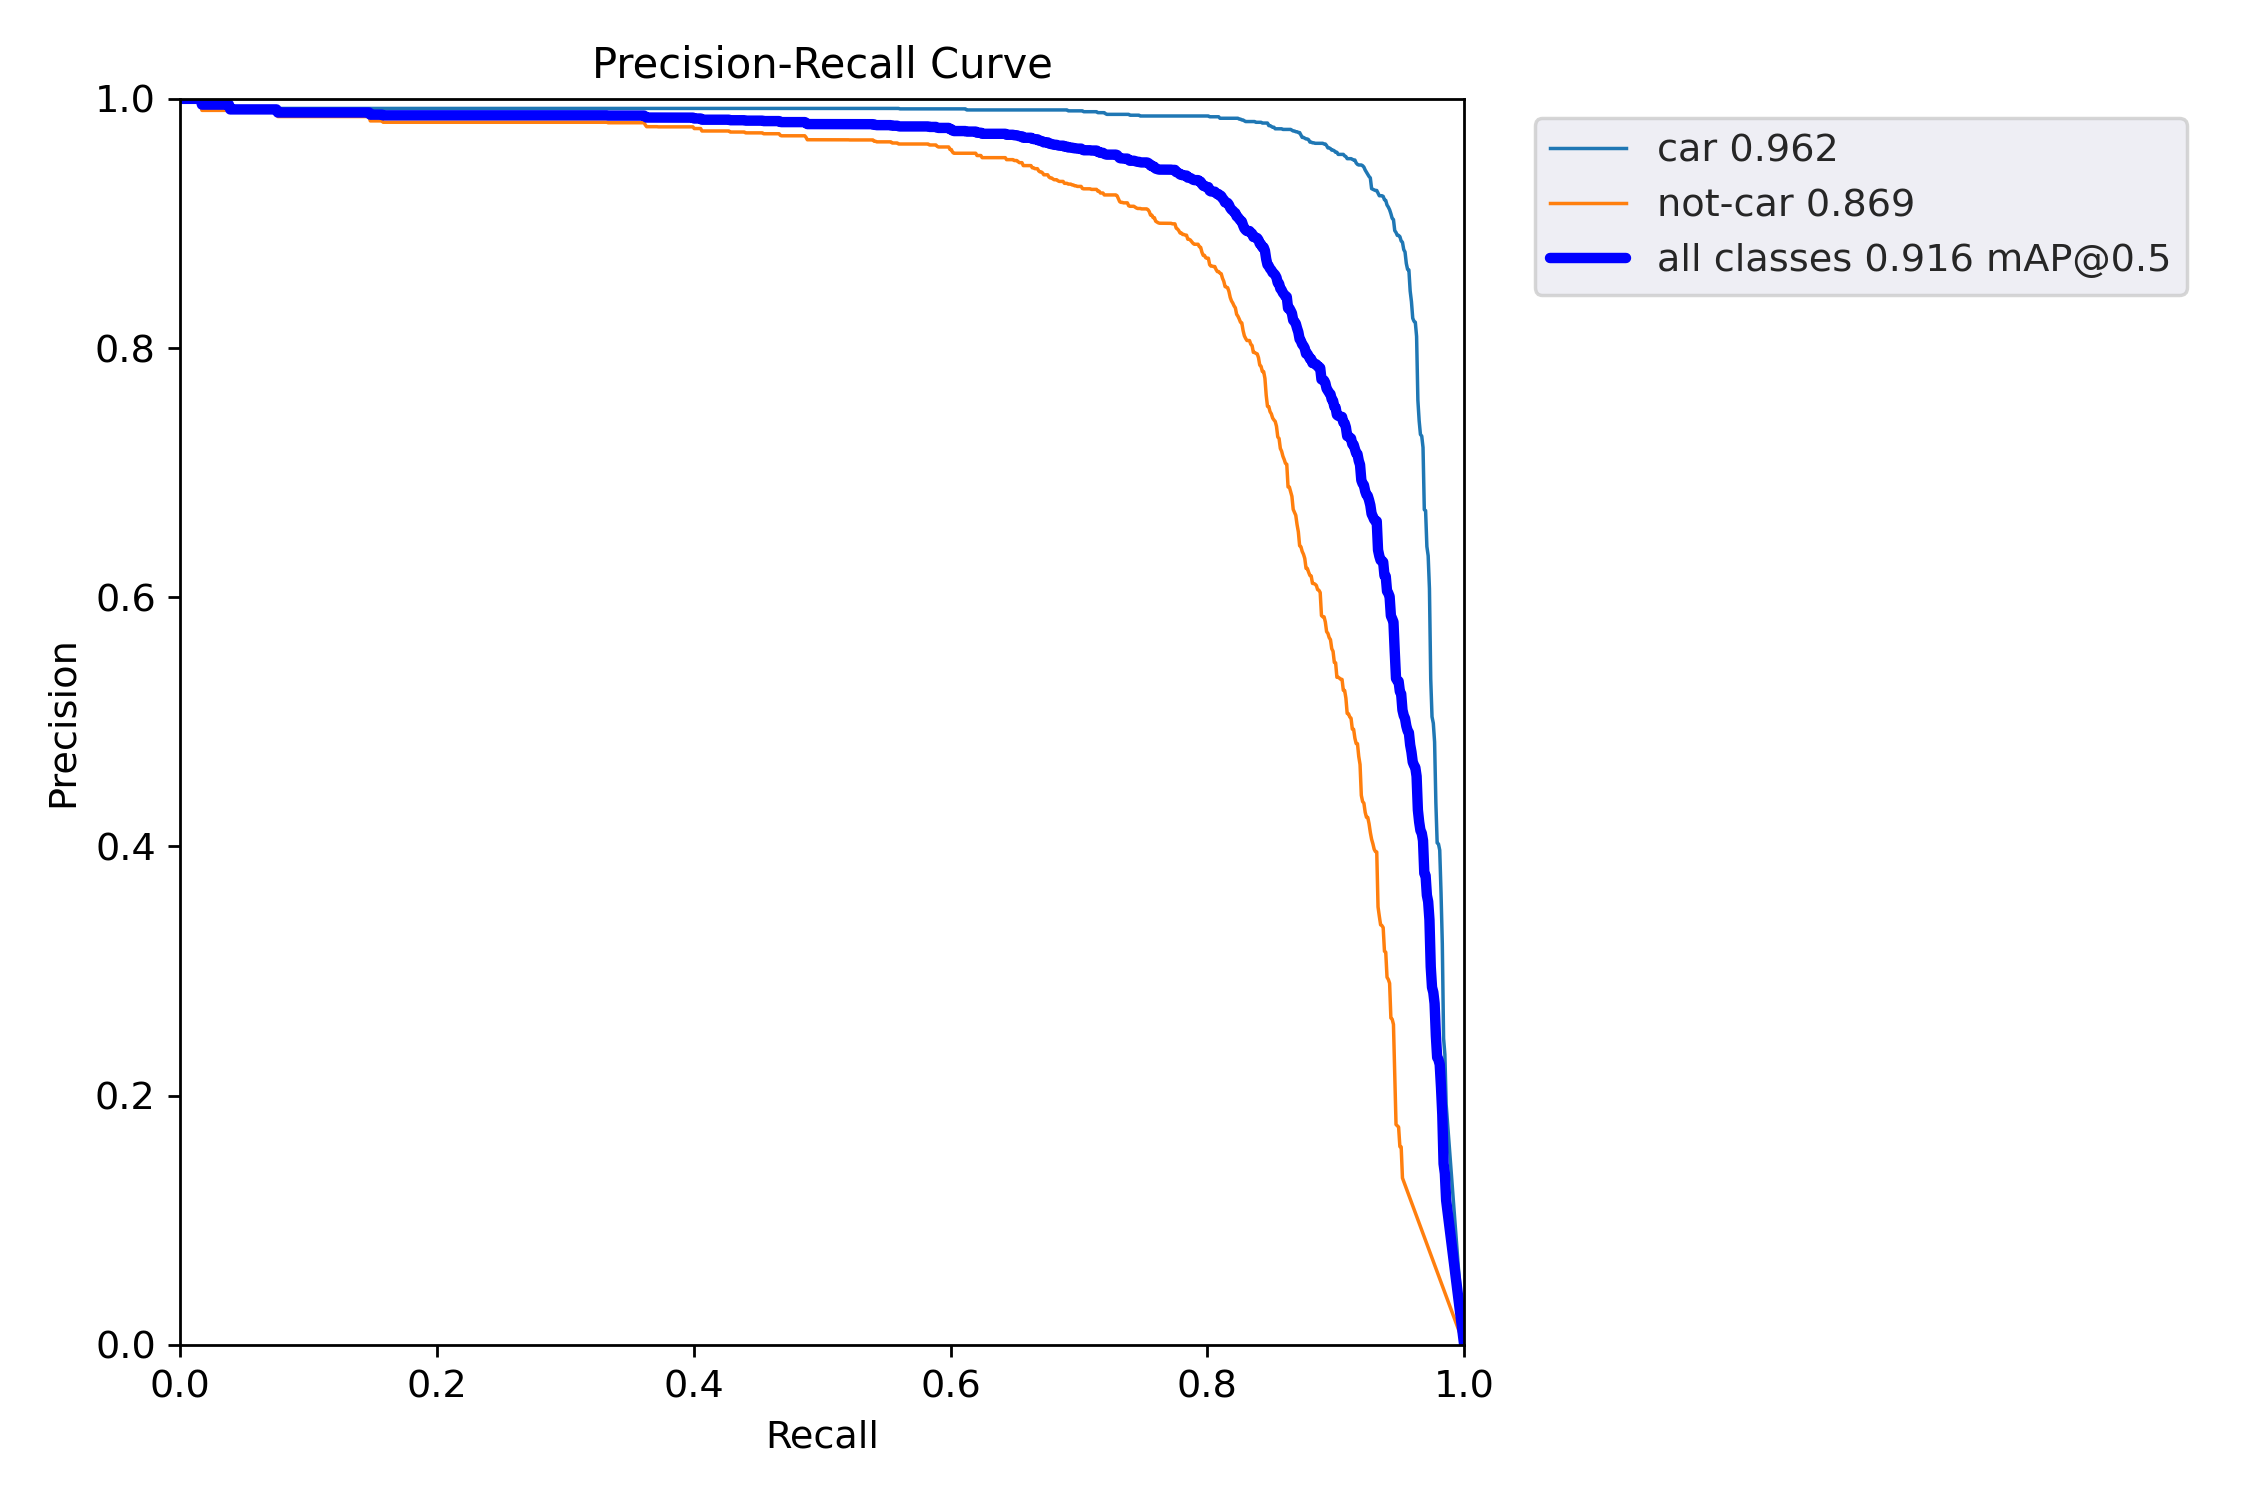 Precision-Recall Curve
1.0
0.8
0.6
0.4
0.2
0.0
Precision
0.0 0.2 0.4 0.6 0.8 1.0
Recall
car 0.962
not-car 0.869
all classes 0.916 mAP@0.5